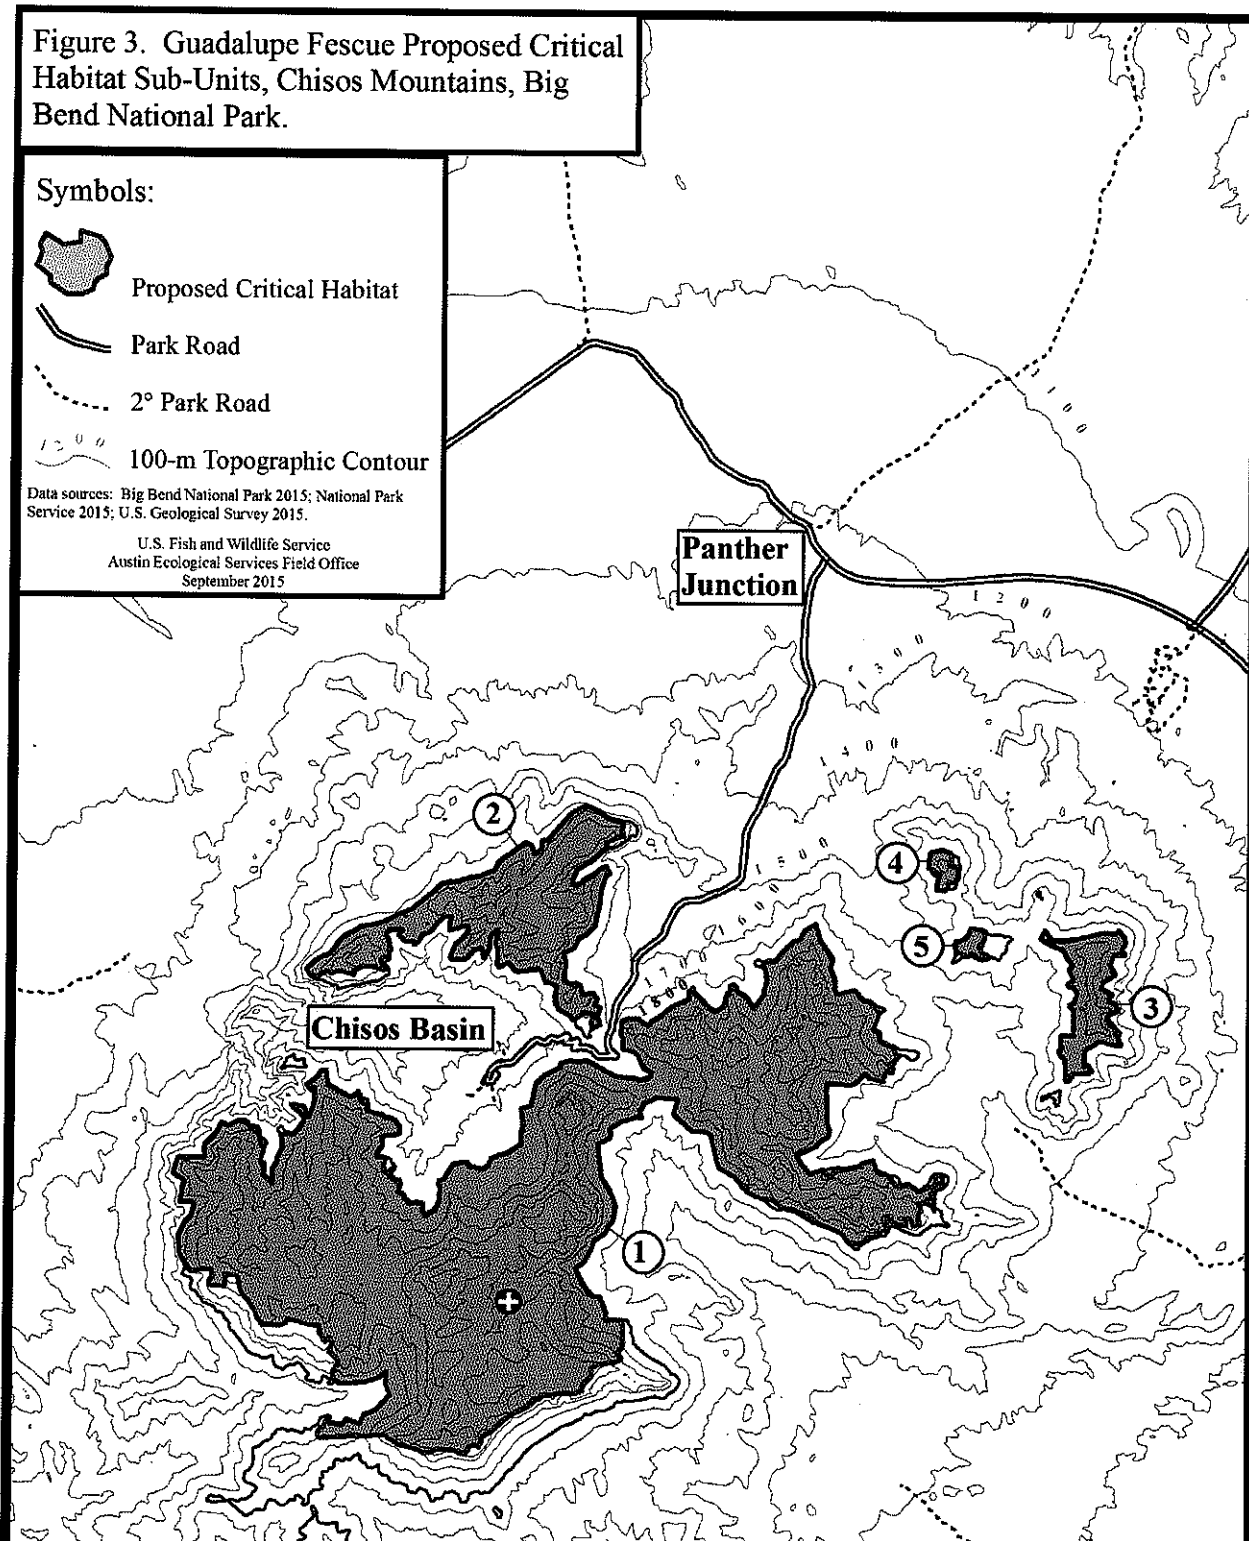 Figure 3.  Guadalupe Fescue Proposed Critical
Habitat Sub-Units, Chisos Mountains, Big
Bend National Park.
Symbols:
Proposed Critical Habitat
Park Road
2° Park Road
1200
100-m Topographic Contour
Data sources:  Big Bend National Park 2015; National Park
Service 2015; U.S. Geological Survey 2015.
U.S. Fish and Wildlife Service
Austin Ecological Services Field Office
September 2015
1100
Panther
Junction
1200
1300
1400
2
1500
4
1600
5
1700
3
1800
Chisos Basin
1